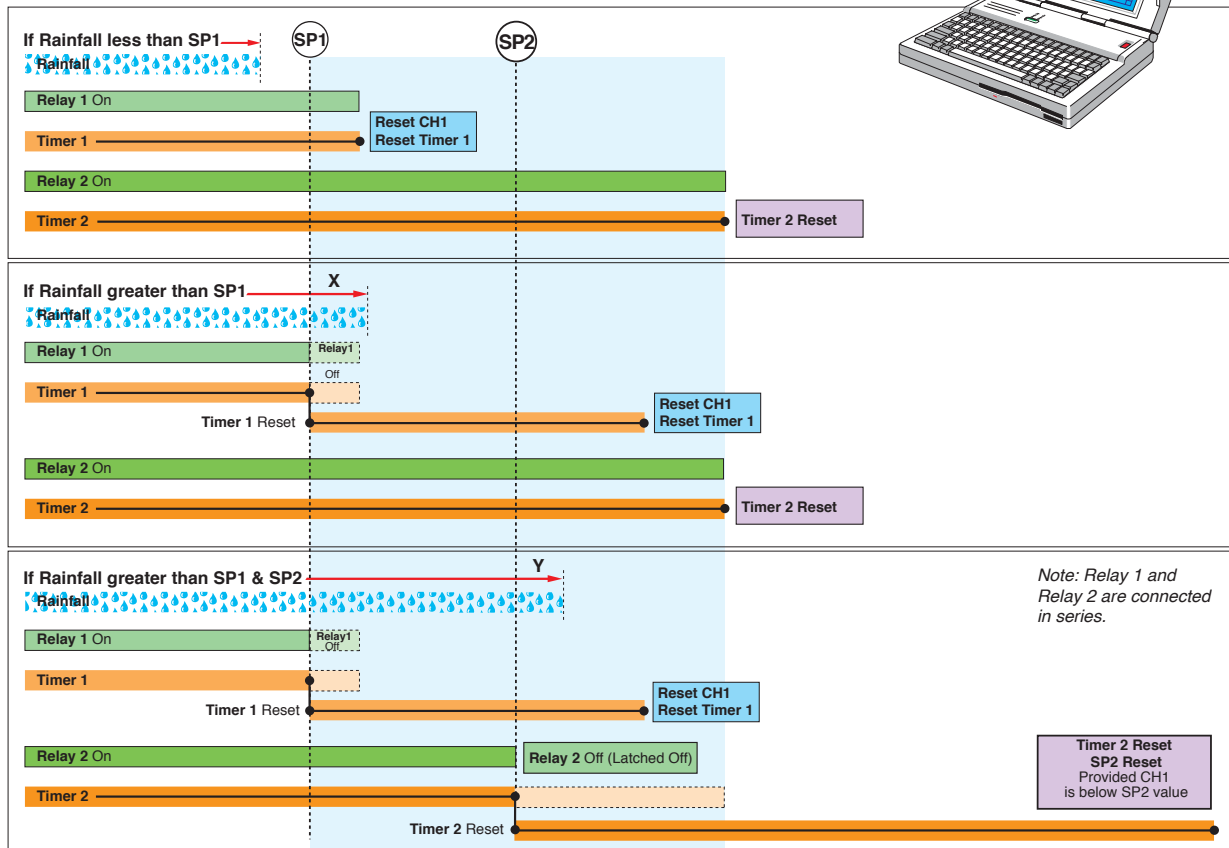 If Rainfall less than SP1
SP1
SP2
Rainfall
Relay 1 On
Timer 1
Reset CH1
Reset Timer 1
Relay 2 On
Timer 2
Timer 2 Reset
If Rainfall greater than SP1
X
Rainfall
Relay 1 On
Relay1
Off
Timer 1
Timer 1 Reset
Reset CH1
Reset Timer 1
Relay 2 On
Timer 2
Timer 2 Reset
If Rainfall greater than SP1 & SP2
Y
Rainfall
Note: Relay 1 and
Relay 2 are connected
in series.
Relay 1 On
Relay1
Off
Timer 1
Timer 1 Reset
Reset CH1
Reset Timer 1
Relay 2 On
Relay 2 Off (Latched Off)
Timer 2
Timer 2 Reset
Timer 2 Reset
SP2 Reset
Provided CH1
is below SP2 value